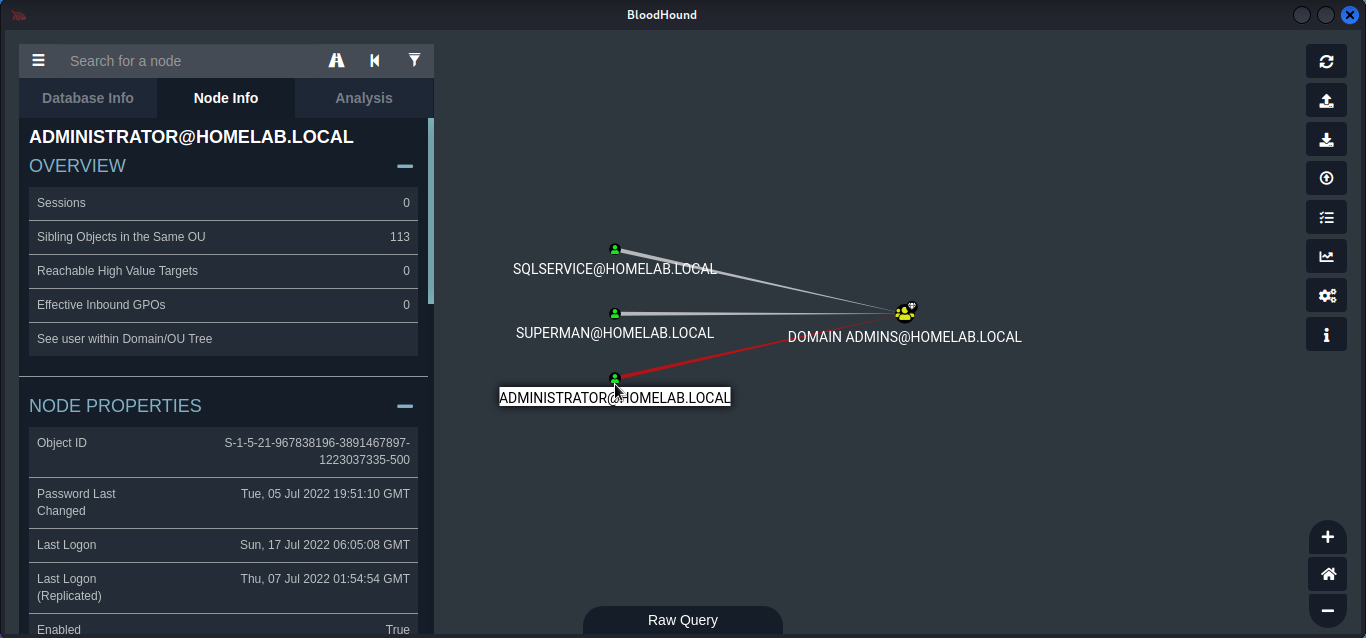 BloodHound
Search for a node
Database Info Node Info Analysis
ADMINISTRATOR@HOMELAB.LOCAL
OVERVIEW
Sessions 0
Sibling Objects in the Same OU 113
Reachable High Value Targets 0
Effective Inbound GPOs 0
See user within Domain/OU Tree
NODE PROPERTIES
Object ID S-1-5-21-967838196-3891467897-
1223037335-500
Password Last Tue, 05 Jul 2022 19:51:10 GMT
Changed
Last Logon Sun, 17 Jul 2022 06:05:08 GMT
Last Logon Thu, 07 Jul 2022 01:54:54 GMT
(Replicated)
Enabled True
SQLSERVICE@HOMELAB.LOCAL
SUPERMAN@HOMELAB.LOCAL
DOMAIN ADMINS@HOMELAB.LOCAL
ADMINISTRATOR@HOMELAB.LOCAL
Raw Query